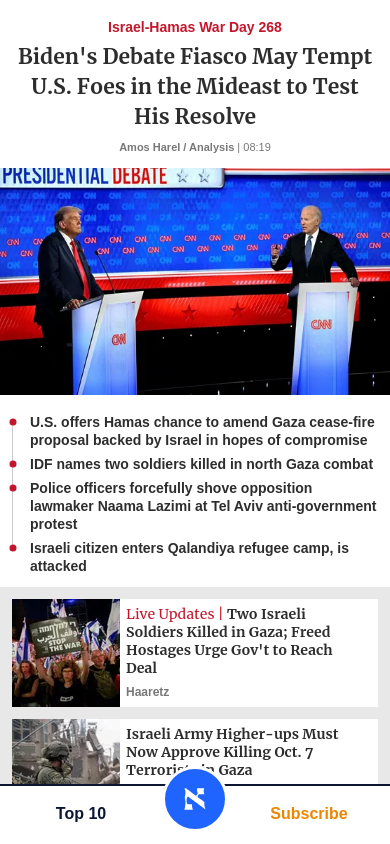 Israel-Hamas War Day 268
Biden's Debate Fiasco May Tempt
U.S. Foes in the Mideast to Test
His Resolve
Amos Harel / Analysis | 08:19
PRESIDENTIAL DEBATE
CNN
CNN
U.S. offers Hamas chance to amend Gaza cease-fire
proposal backed by Israel in hopes of compromise
IDF names two soldiers killed in north Gaza combat
Police officers forcefully shove opposition
lawmaker Naama Lazimi at Tel Aviv anti-government
protest
Israeli citizen enters Qalandiya refugee camp, is
attacked
STOP
THE WAR
Live Updates | Two Israeli
Soldiers Killed in Gaza; Freed
Hostages Urge Gov't to Reach
Deal
Haaretz
Israeli Army Higher-ups Must
Now Approve Killing Oct. 7
Terrorists in Gaza
Top 10
Subscribe